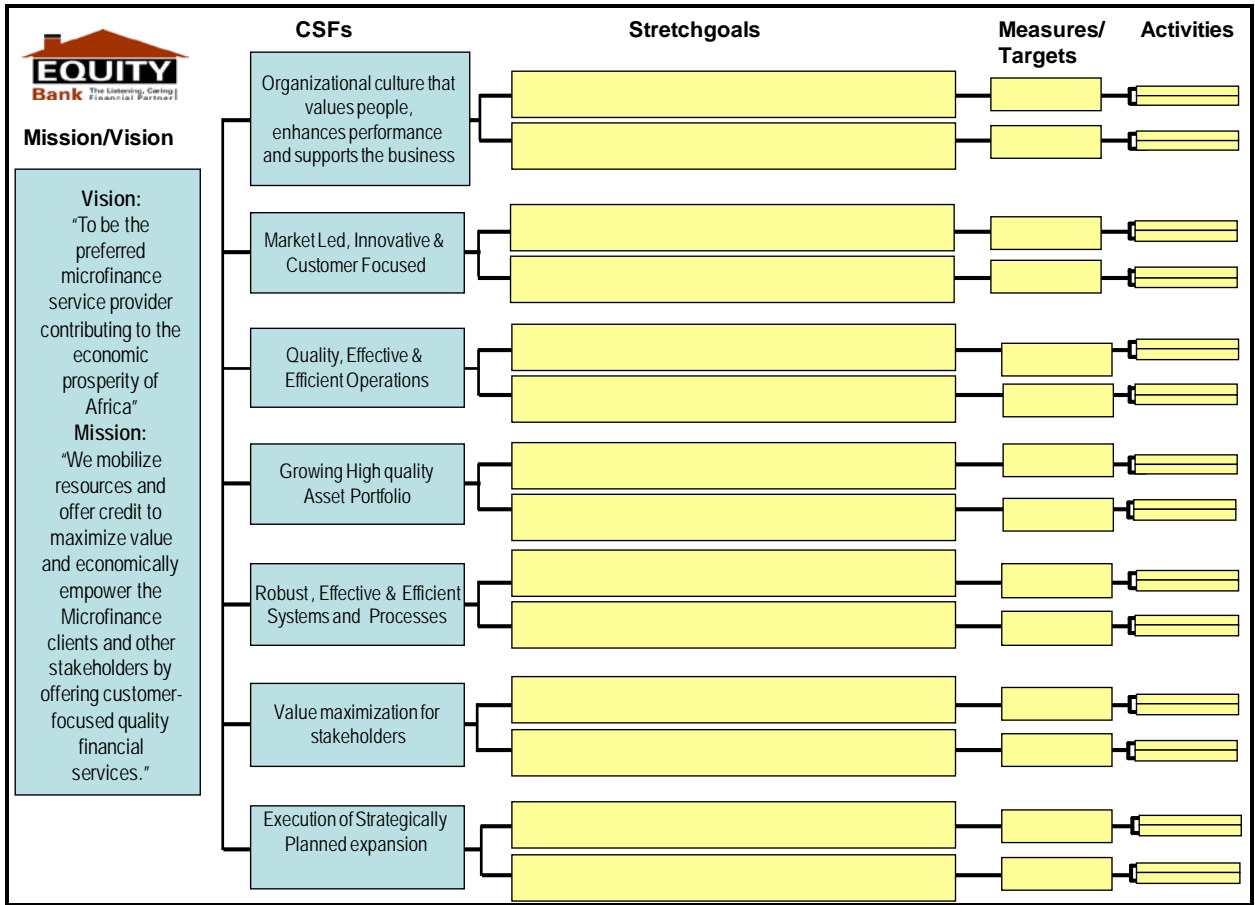 CSFs
Stretchgoals
Measures/
Targets
Activities
EQUITY
Bank The Listening, Caring
Financial Partner
Mission/Vision
Vision:
"To be the
preferred
microfinance
service provider
contributing to the
economic
prosperity of
Africa"
Mission:
"We mobilize
resources and
offer credit to
maximize value
and economically
empower the
Microfinance
clients and other
stakeholders by
offering customer-
focused quality
financial
services."
Organizational culture that
values people,
enhances performance
and supports the business
Market Led, Innovative &
Customer Focused
Quality, Effective &
Efficient Operations
Growing High quality
Asset Portfolio
Robust , Effective & Efficient
Systems and Processes
Value maximization for
stakeholders
Execution of Strategically
Planned expansion